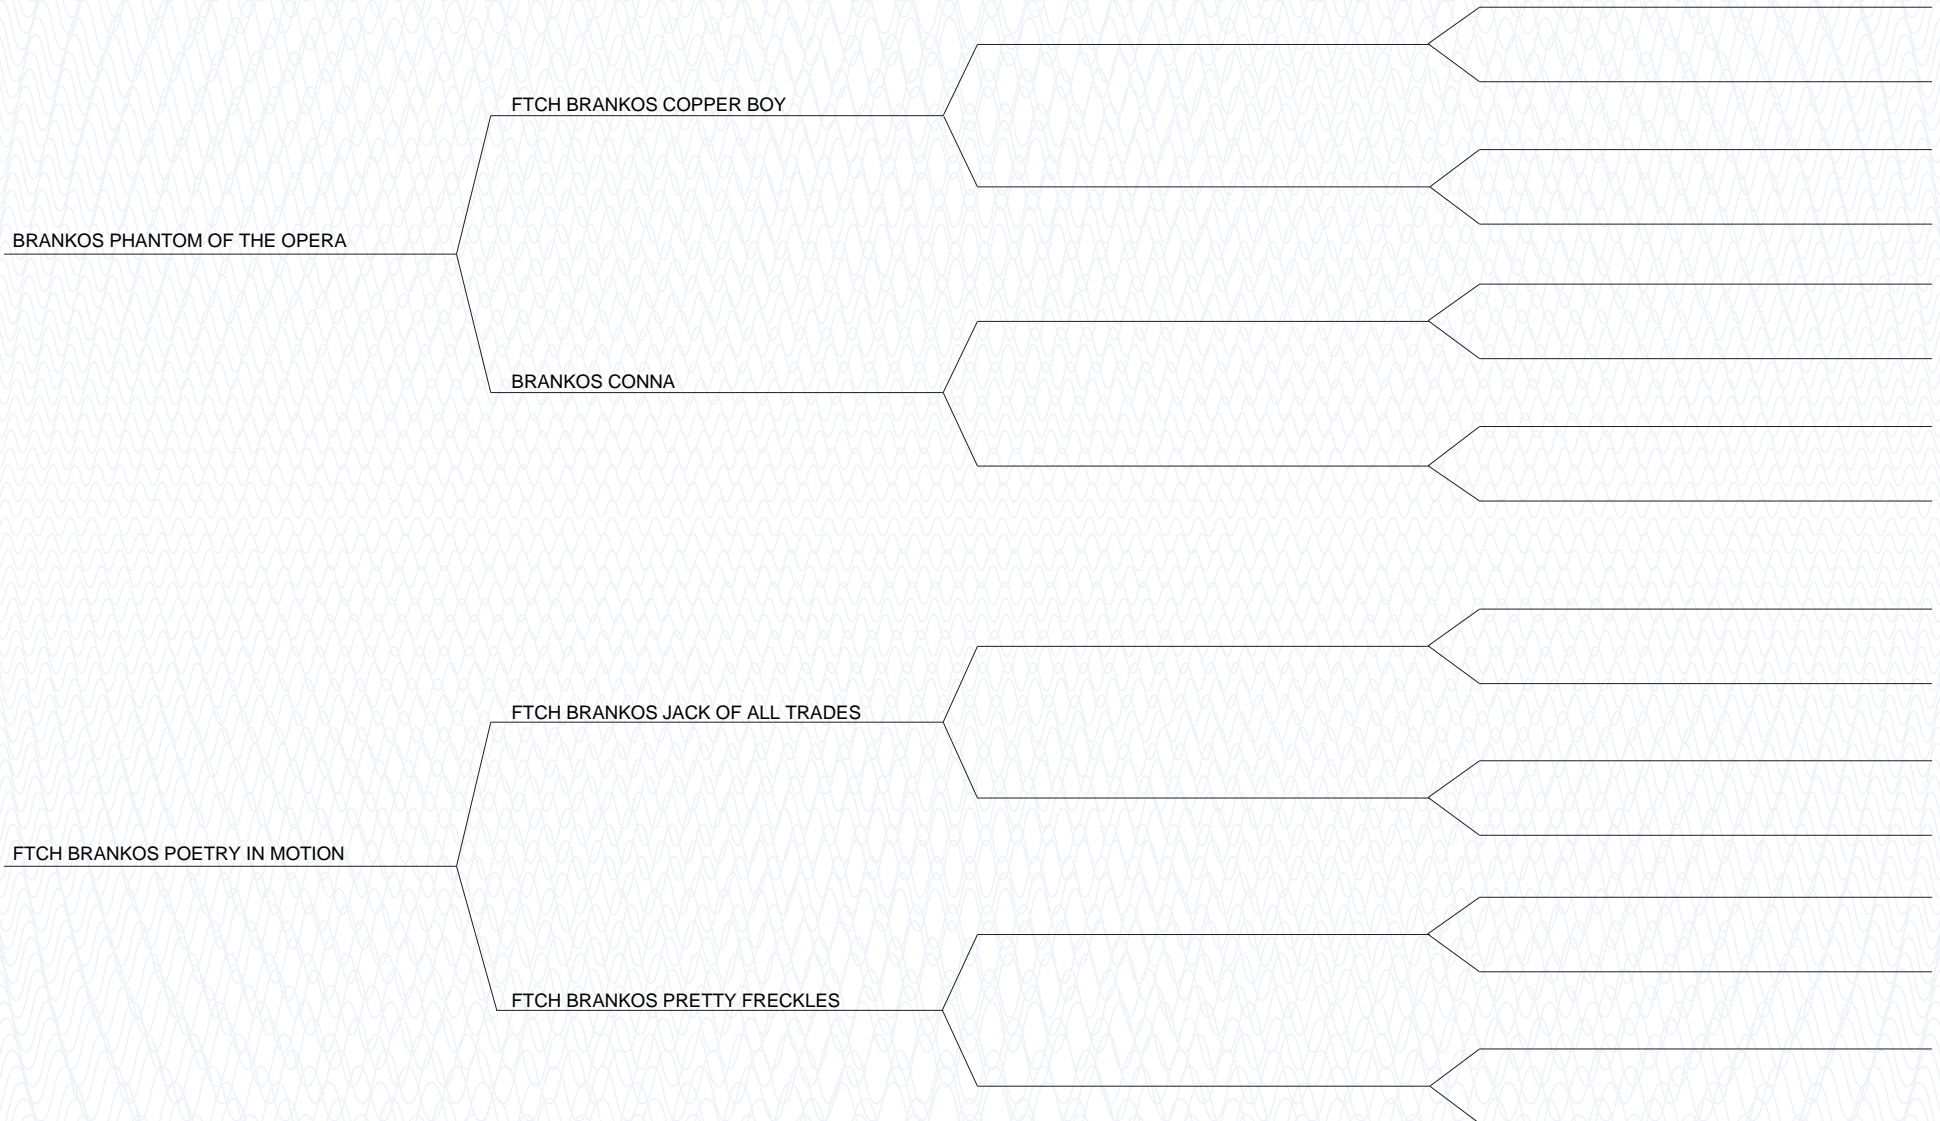 FTCH BRANKOS COPPER BOY
BRANKOS PHANTOM OF THE OPERA
BRANKOS CONNA
FTCH BRANKOS JACK OF ALL TRADES
FTCH BRANKOS POETRY IN MOTION
FTCH BRANKOS PRETTY FRECKLES